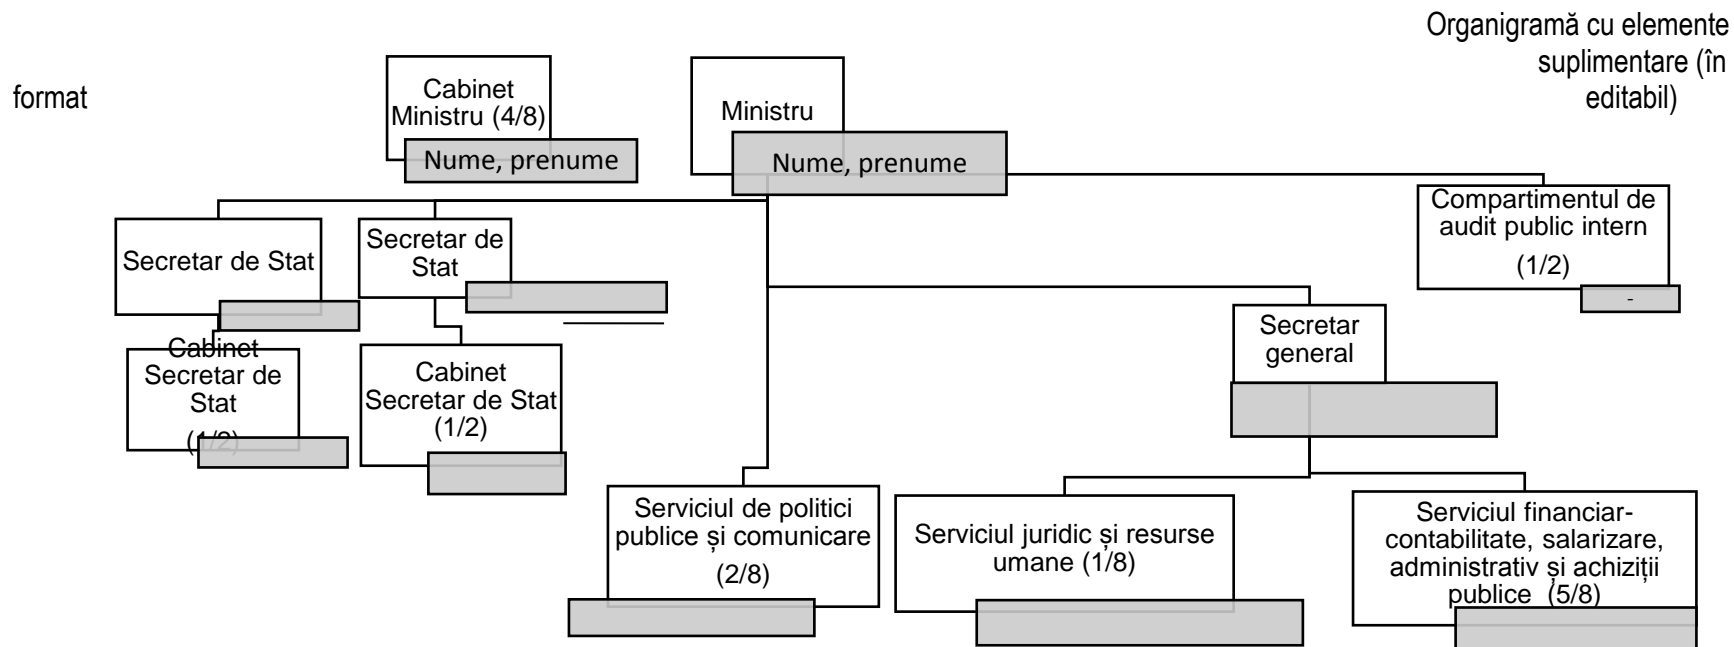 Organigramă cu elemente
suplimentare (în
format
editabil)
Cabinet
Ministru (4/8)
Nume, prenume
Ministru
Nume, prenume
Compartimentul de
audit public intern
(1/2)
-
Secretar de Stat
Secretar de
Stat
Cabinet
Secretar de
Stat
(1/2)
Cabinet
Secretar de Stat
(1/2)
Secretar
general
Serviciul de politici
publice și comunicare
(2/8)
Serviciul juridic și resurse
umane (1/8)
Serviciul financiar-
contabilitate, salarizare,
administrativ și achiziții
publice (5/8)